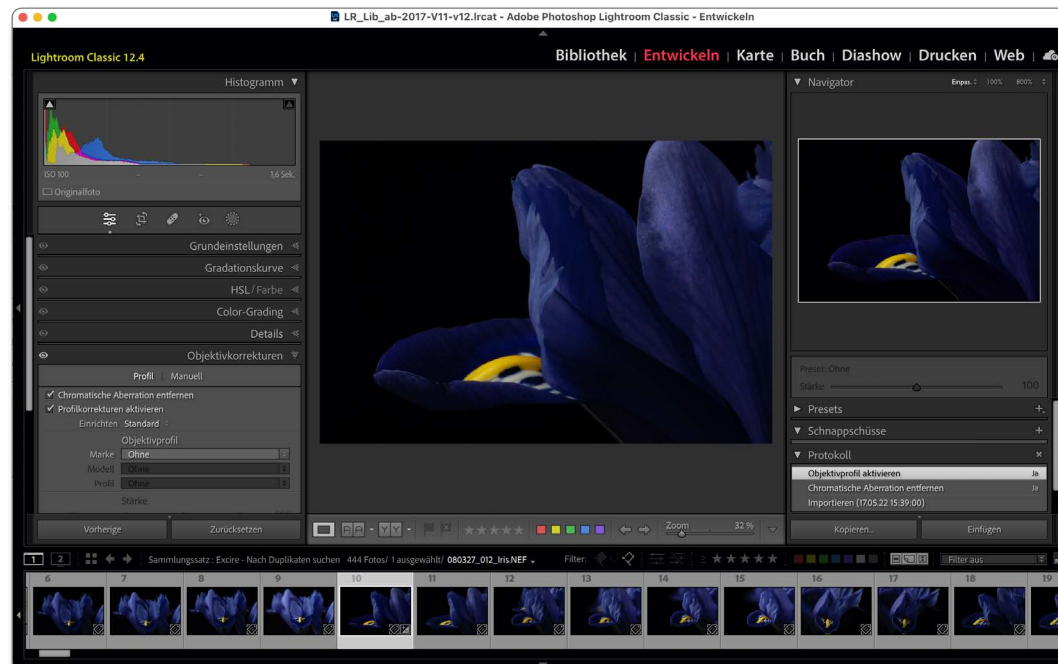 LR_Lib_ab-2017-V11-v12.lrcat - Adobe Photoshop Lightroom Classic - Entwickeln
Lightroom Classic 12.4
Bibliothek | Entwickeln | Karte | Buch | Diashow | Drucken | Web |
Histogramm
ISO 100 – – 1,6 Sek.
Originalfoto
Grundeinstellungen
Gradationskurve
HSL / Farbe
Color-Grading
Details
Objektivkorrekturen
Profil | Manuell
Chromatische Aberration entfernen
Profilkorrekturen aktivieren
Einrichten Standard
Objektivprofil
Marke Ohne
Modell Ohne
Profil Ohne
Stärke
Vorherige Zurücksetzen
Zoom 32 %
Navigator Einpas. 100% 800%
Preset: Ohne
Stärke 100
Presets +
Schnappschüsse +
Protokoll ×
Objektivprofil aktivieren Ja
Chromatische Aberration entfernen Ja
Importieren (17.05.22 15:39:00)
Kopieren... Einfügen
1 2 Sammlungssatz : Excire - Nach Duplikaten suchen 444 Fotos/ 1 ausgewählt/ 080327_012_Iris.NEF Filter: Filter aus
6 7 8 9 10 11 12 13 14 15 16 17 18 19